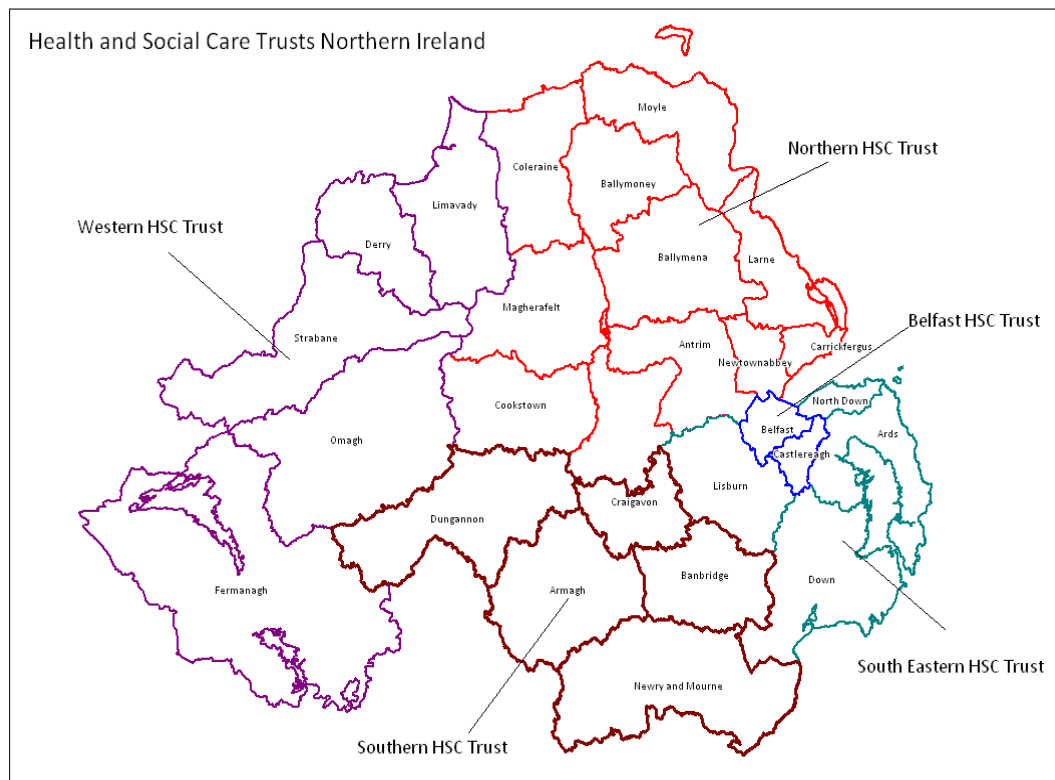 Health and Social Care Trusts Northern Ireland
Moyle
Northern HSC Trust
Coleraine
Ballymoney
Limavady
Western HSC Trust
Derry
Ballymena
Larne
Magherafelt
Belfast HSC Trust
Strabane
Antrim
Newtownabbey
Carrickfergus
Cookstown
North Down
Belfast
Ards
Omagh
Castlereagh
Lisburn
Dungannon
Craigavon
Fermanagh
Armagh
Banbridge
Down
South Eastern HSC Trust
Newry and Mourne
Southern HSC Trust